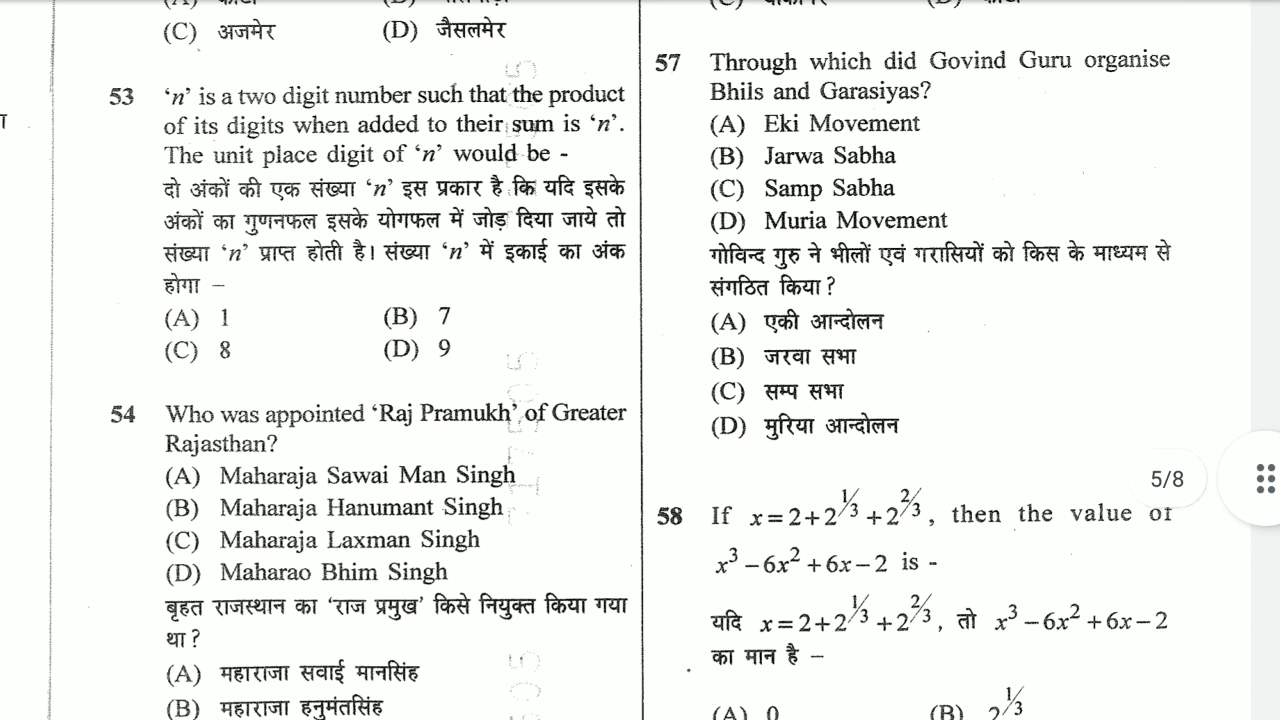 (C) अजमेर (D) जैसलमेर
53 ‘n’ is a two digit number such that the product
of its digits when added to their sum is ‘n’.
The unit place digit of ‘n’ would be -
दो अंकों की एक संख्या ‘n’ इस प्रकार है कि यदि इसके
अंकों का गुणनफल इसके योगफल में जोड़ दिया जाये तो
संख्या ‘n’ प्राप्त होती है। संख्या ‘n’ में इकाई का अंक
होगा –
(A) 1 (B) 7
(C) 8 (D) 9
54 Who was appointed ‘Raj Pramukh’ of Greater
Rajasthan?
(A) Maharaja Sawai Man Singh
(B) Maharaja Hanumant Singh
(C) Maharaja Laxman Singh
(D) Maharao Bhim Singh
बृहत राजस्थान का ‘राज प्रमुख’ किसे नियुक्त किया गया
था ?
(A) महाराजा सवाई मानसिंह
(B) महाराजा हनुमंतसिंह
57 Through which did Govind Guru organise
Bhils and Garasiyas?
(A) Eki Movement
(B) Jarwa Sabha
(C) Samp Sabha
(D) Muria Movement
गोविन्द गुरु ने भीलों एवं गरासियों को किस के माध्यम से
संगठित किया ?
(A) एकी आन्दोलन
(B) जरवा सभा
(C) सम्प सभा
(D) मुरिया आन्दोलन
5/8
58 If x = 2 + 2^1/3 + 2^2/3, then the value of
x³ – 6x² + 6x – 2 is -
यदि x = 2 + 2^1/3 + 2^2/3, तो x³ – 6x² + 6x – 2
का मान है –
(A) 0 (B) 2^1/3